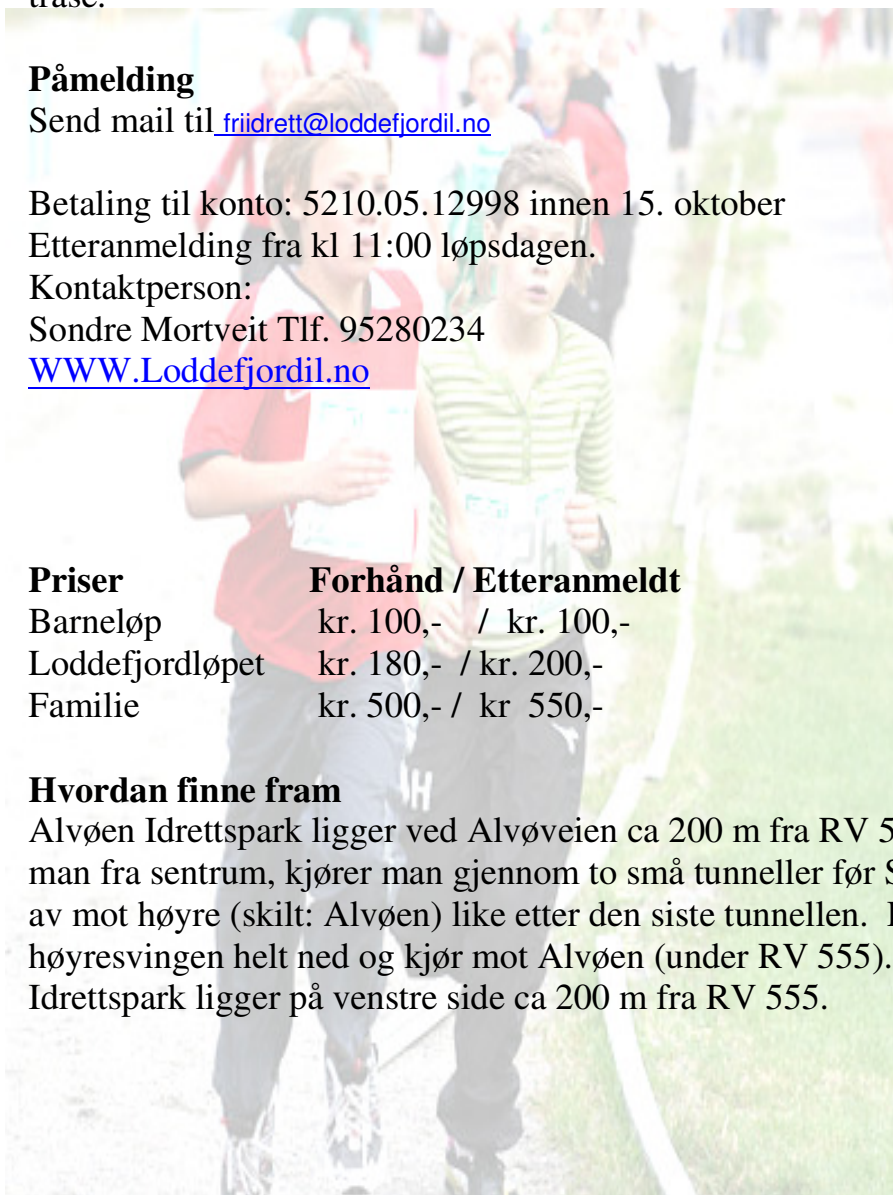 trasé.
Påmelding
Send mail til friidrett@loddefjordil.no
Betaling til konto: 5210.05.12998 innen 15. oktober
Etteranmelding fra kl 11:00 løpsdagen.
Kontaktperson:
Sondre Mortveit Tlf. 95280234
WWW.Loddefjordil.no
Priser Forhånd / Etteranmeldt
Barneløp kr. 100,- / kr. 100,-
Loddefjordløpet kr. 180,- / kr. 200,-
Familie kr. 500,- / kr 550,-
Hvordan finne fram
Alvøen Idrettspark ligger ved Alvøveien ca 200 m fra RV 5
man fra sentrum, kjører man gjennom to små tunneller før S
av mot høyre (skilt: Alvøen) like etter den siste tunnellen.
høyresvingen helt ned og kjør mot Alvøen (under RV 555).
Idrettspark ligger på venstre side ca 200 m fra RV 555.